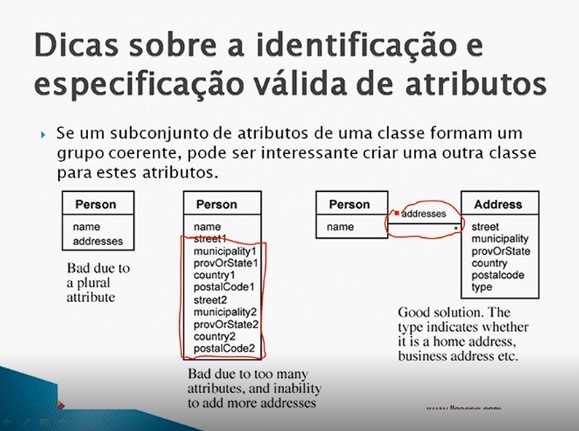 Dicas sobre a identificação e
especificação válida de atributos
Se um subconjunto de atributos de uma classe formam um
grupo coerente, pode ser interessante criar uma outra classe
para estes atributos.
Person
name
addresses
Bad due to
a plural
attribute
Person
name
street1
municipality1
provOrState1
country1
postalCode1
street2
municipality2
provOrState2
country2
postalCode2
Bad due to too many
attributes, and inability
to add more addresses
Person
name
addresses
*
Address
street
municipality
provOrState
country
postalcode
type
Good solution. The
type indicates whether
it is a home address,
business address etc.